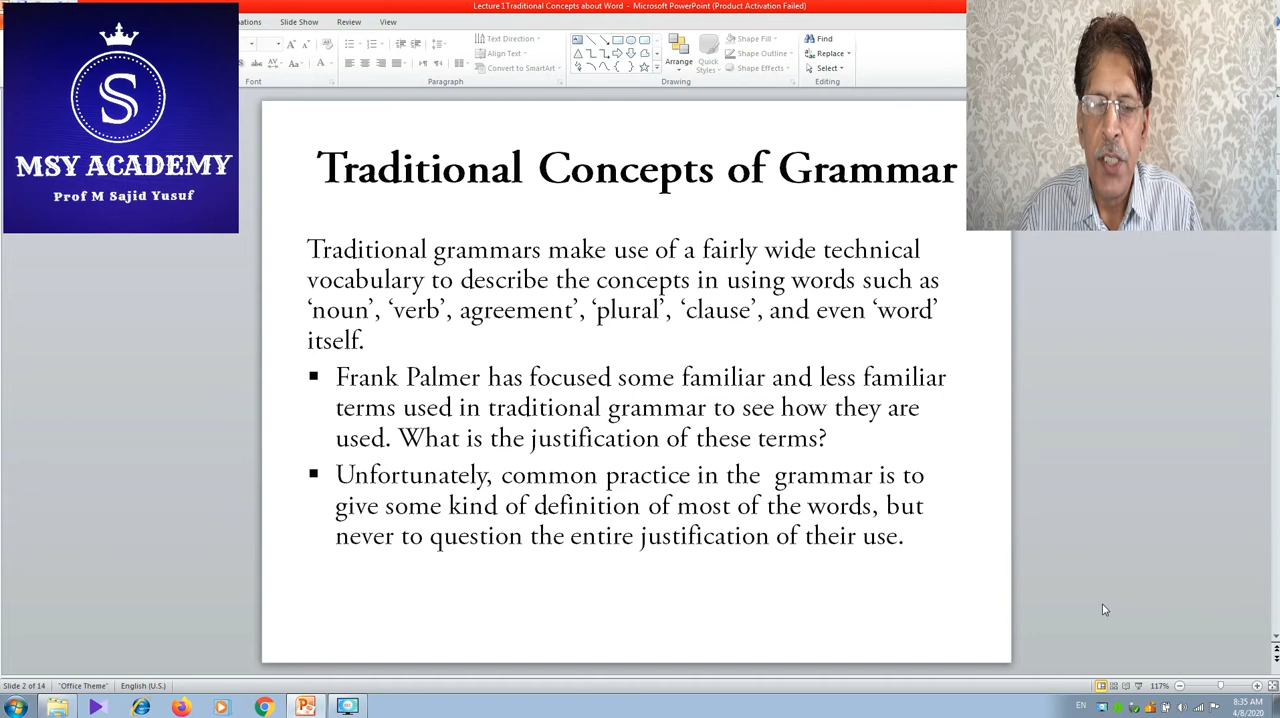 Lecture 1Traditional Concepts about Word - Microsoft PowerPoint (Product Activation Failed)
Slide Show Review View
Text Direction
Align Text
Convert to SmartArt
Arrange
Quick Styles
Shape Fill
Shape Outline
Shape Effects
Find
Replace
Select
Font
Paragraph
Drawing
Editing
S
MSY ACADEMY
Prof M Sajid Yusuf
Traditional Concepts of Grammar
Traditional grammars make use of a fairly wide technical
vocabulary to describe the concepts in using words such as
‘noun’, ‘verb’, agreement’, ‘plural’, ‘clause’, and even ‘word’
itself.
▪ Frank Palmer has focused some familiar and less familiar
terms used in traditional grammar to see how they are
used. What is the justification of these terms?
▪ Unfortunately, common practice in the grammar is to
give some kind of definition of most of the words, but
never to question the entire justification of their use.
Slide 2 of 14 "Office Theme" English (U.S.)
117%
EN
8:35 AM
4/8/2020